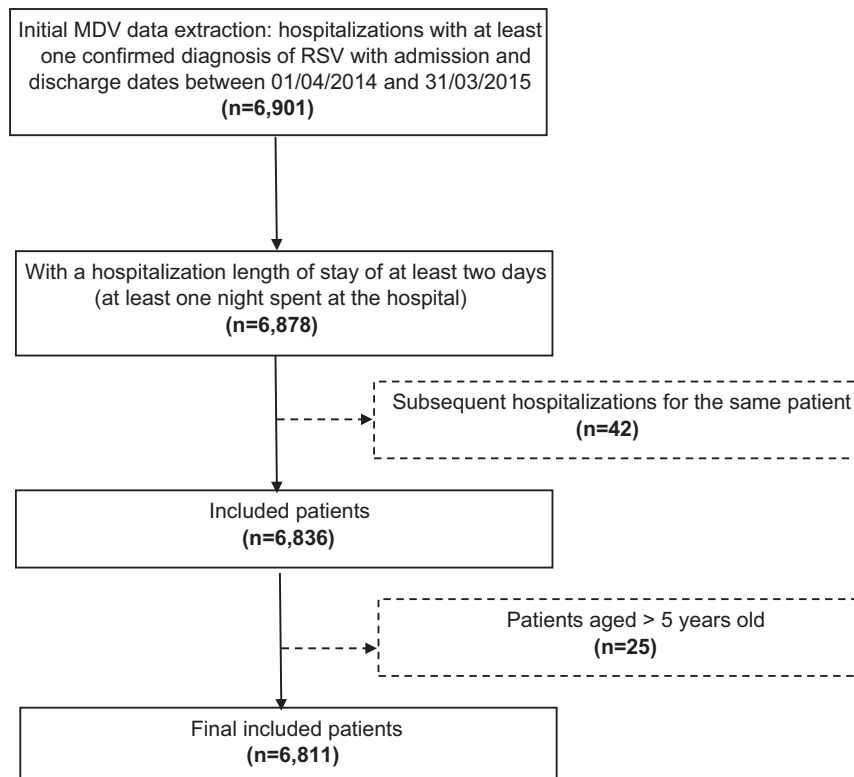 Initial MDV data extraction: hospitalizations with at least
one confirmed diagnosis of RSV with admission and
discharge dates between 01/04/2014 and 31/03/2015
(n=6,901)
With a hospitalization length of stay of at least two days
(at least one night spent at the hospital)
(n=6,878)
Subsequent hospitalizations for the same patient
(n=42)
Included patients
(n=6,836)
Patients aged > 5 years old
(n=25)
Final included patients
(n=6,811)